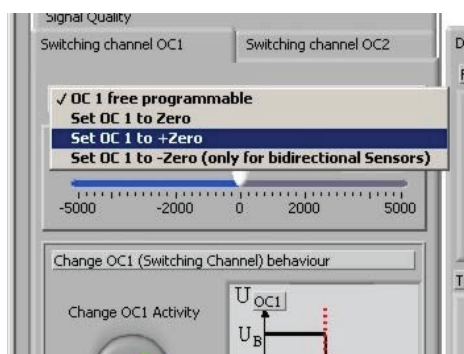 Signal Quality
Switching channel OC1
Switching channel OC2
D
✓ OC 1 free programmable
Set OC 1 to Zero
Set OC 1 to +Zero
Set OC 1 to -Zero (only for bidirectional Sensors)
-5000 -2000 0 2000 5000
Change OC1 (Switching Channel) behaviour
T
Change OC1 Activity
U OC1
U B